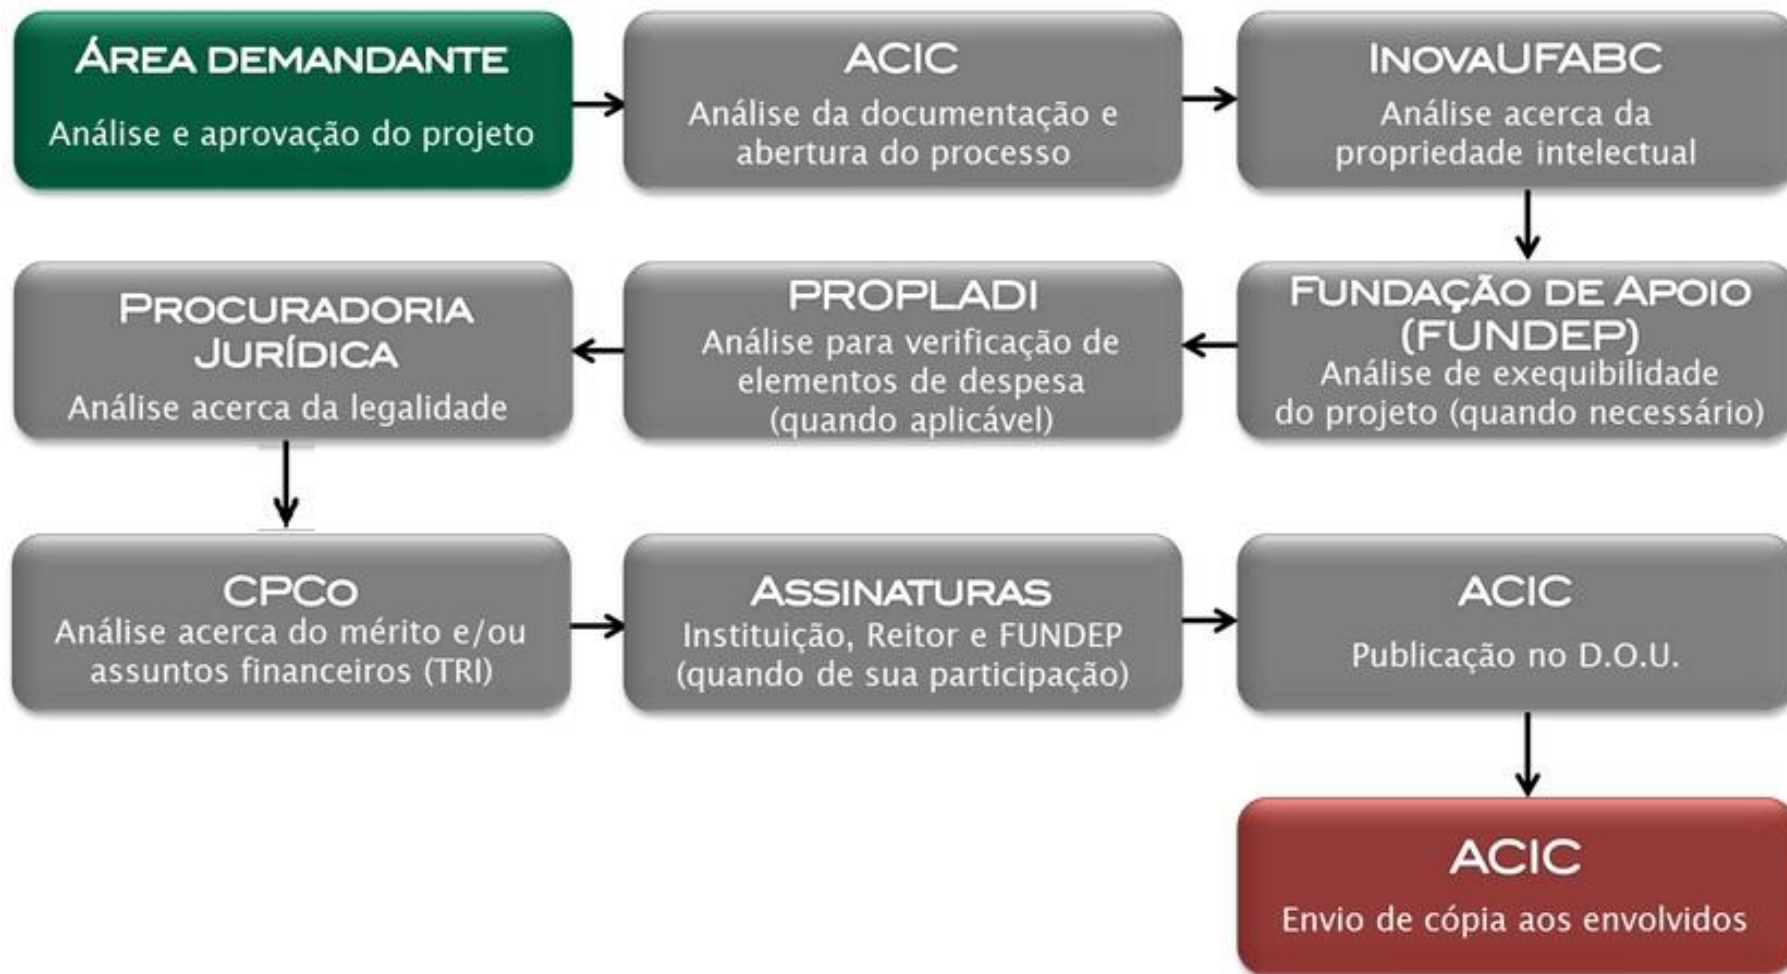 ÁREA DEMANDANTE
Análise e aprovação do projeto
ACIC
Análise da documentação e
abertura do processo
INOVAUFABC
Análise acerca da
propriedade intelectual
FUNDAÇÃO DE APOIO
(FUNDEP)
Análise de exequibilidade
do projeto (quando necessário)
PROPLADI
Análise para verificação de
elementos de despesa
(quando aplicável)
PROCURADORIA
JURÍDICA
Análise acerca da legalidade
CPCO
Análise acerca do mérito e/ou
assuntos financeiros (TRI)
ASSINATURAS
Instituição, Reitor e FUNDEP
(quando de sua participação)
ACIC
Publicação no D.O.U.
ACIC
Envio de cópia aos envolvidos